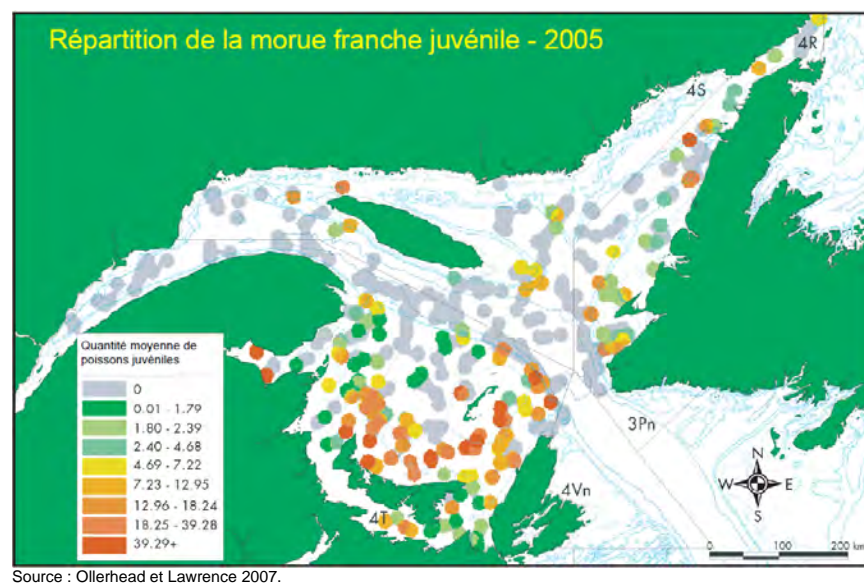 Répartition de la morue franche juvénile - 2005
4R
4S
Quantité moyenne de
poissons juvéniles
0
0.01 - 1.79
1.80 - 2.39
2.40 - 4.68
4.69 - 7.22
7.23 - 12.95
12.96 - 18.24
18.25 - 39.28
39.29+
3Pn
4Vn
4T
N
W E
S
0 100 200 km
Source : Ollerhead et Lawrence 2007.